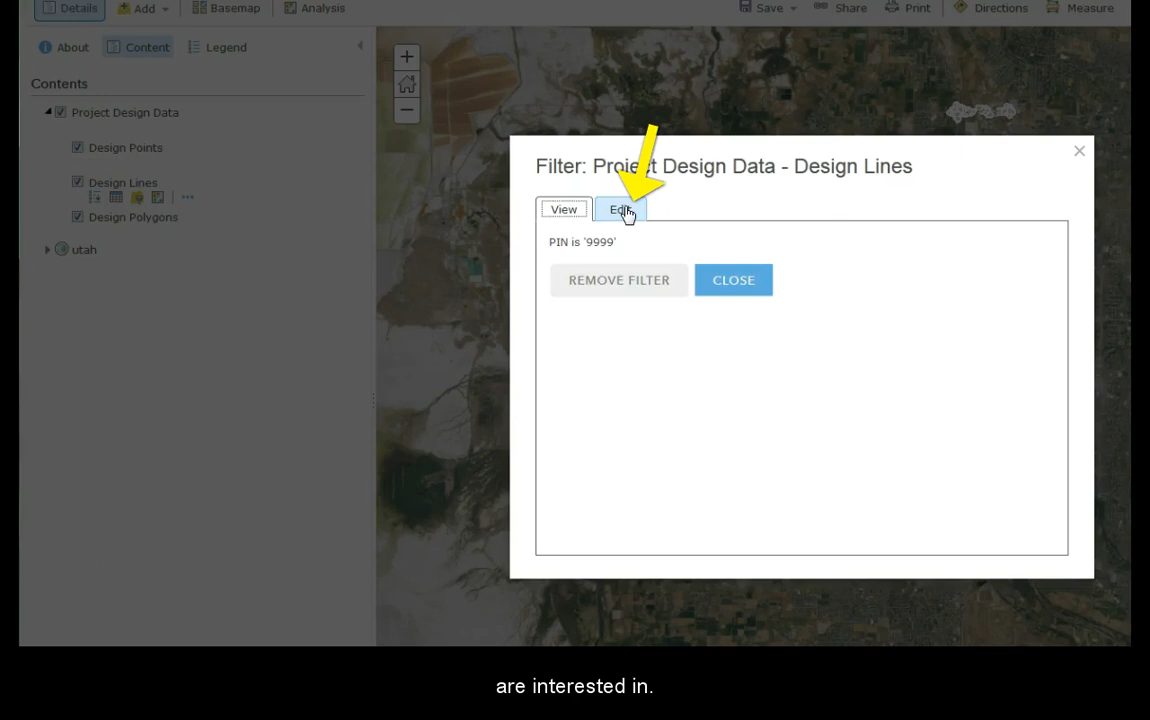 Details
Add
Basemap
Analysis
Save
Share
Print
Directions
Measure
About
Content
Legend
Contents
Project Design Data
Design Points
Design Lines
Design Polygons
utah
Filter: Project Design Data - Design Lines
View
Edit
PIN is '9999'
REMOVE FILTER
CLOSE
are interested in.